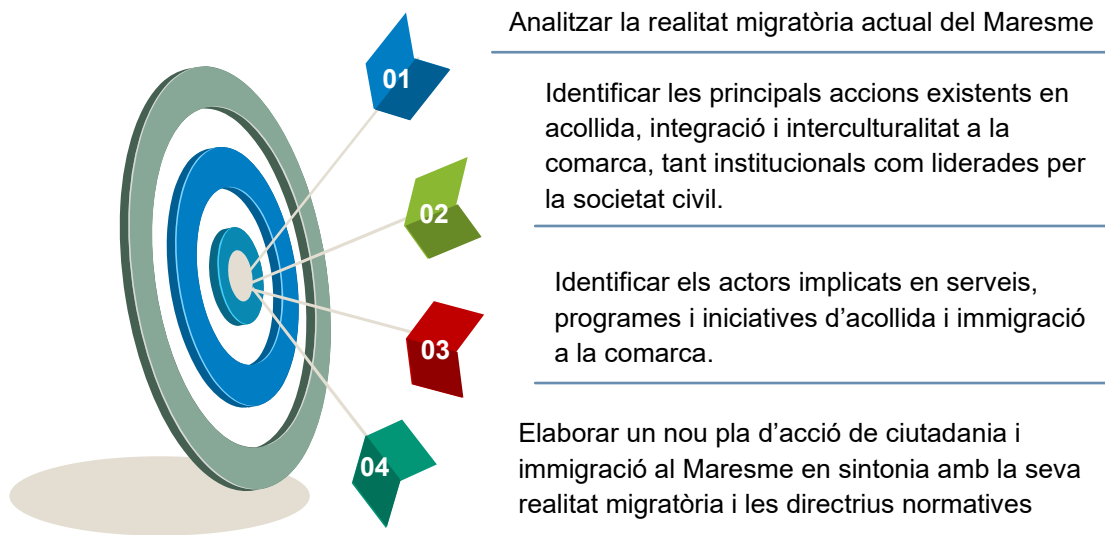 01
Analitzar la realitat migratòria actual del Maresme
02
Identificar les principals accions existents en
acollida, integració i interculturalitat a la
comarca, tant institucionals com liderades per
la societat civil.
03
Identificar els actors implicats en serveis,
programes i iniciatives d’acollida i immigració
a la comarca.
04
Elaborar un nou pla d’acció de ciutadania i
immigració al Maresme en sintonia amb la seva
realitat migratòria i les directrius normatives